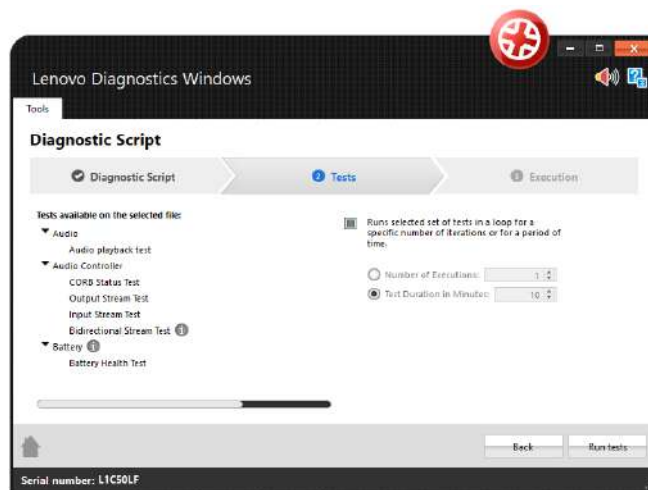 Lenovo Diagnostics Windows
Tools
Diagnostic Script
Diagnostic Script
2 Tests
Execution
Tests available on the selected file:
Audio
Audio playback test
Audio Controller
CORB Status Test
Output Stream Test
Input Stream Test
Bidirectional Stream Test
Battery
Battery Health Test
Runs selected set of tests in a loop for a
specific number of iterations or for a period of
time.
Number of Executions: 1
Test Duration in Minutes: 10
Back
Run tests
Serial number: L1C50LF